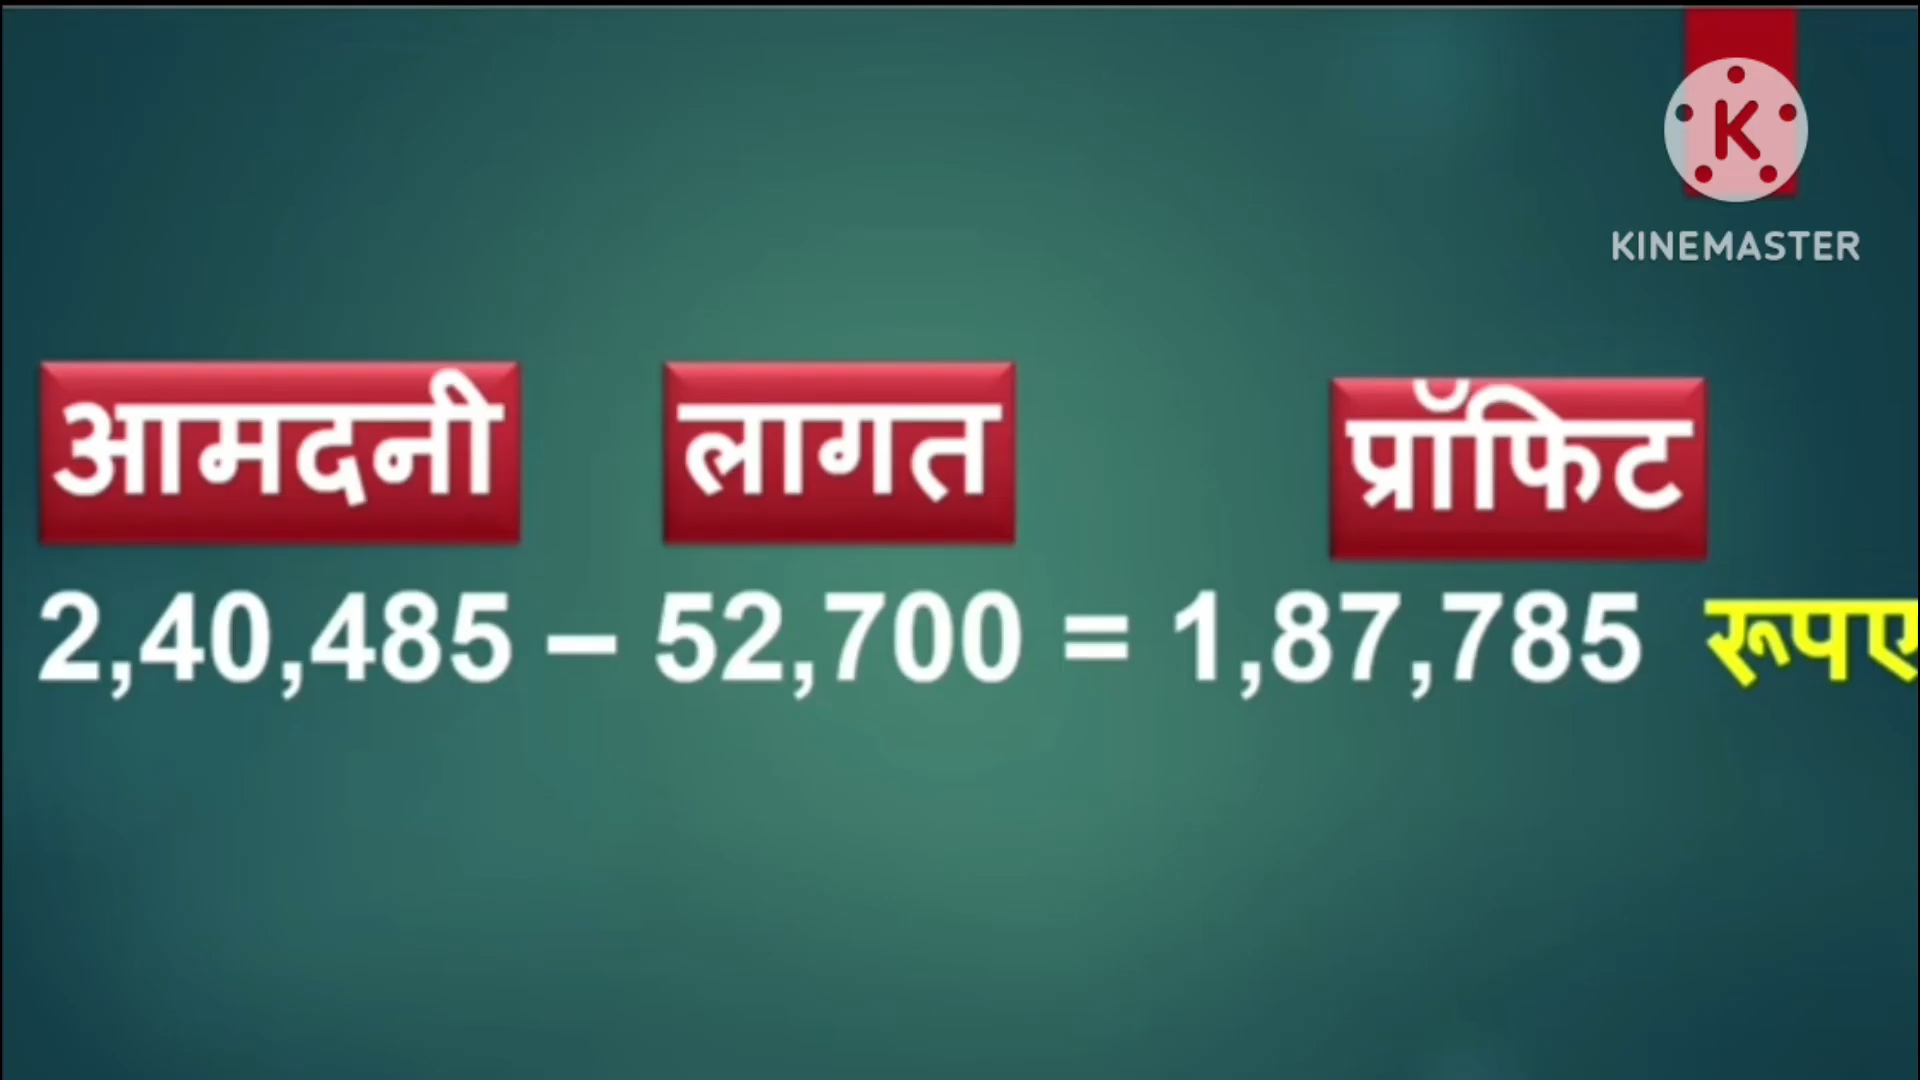 K
KINEMASTER
आमदनी लागत प्रॉफिट
2,40,485 – 52,700 = 1,87,785 रूपए